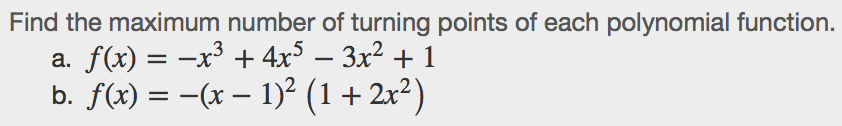 Find the maximum number of turning points of each polynomial function.
a. f(x) = −x³ + 4x⁵ − 3x² + 1
b. f(x) = −(x − 1)² (1 + 2x²)